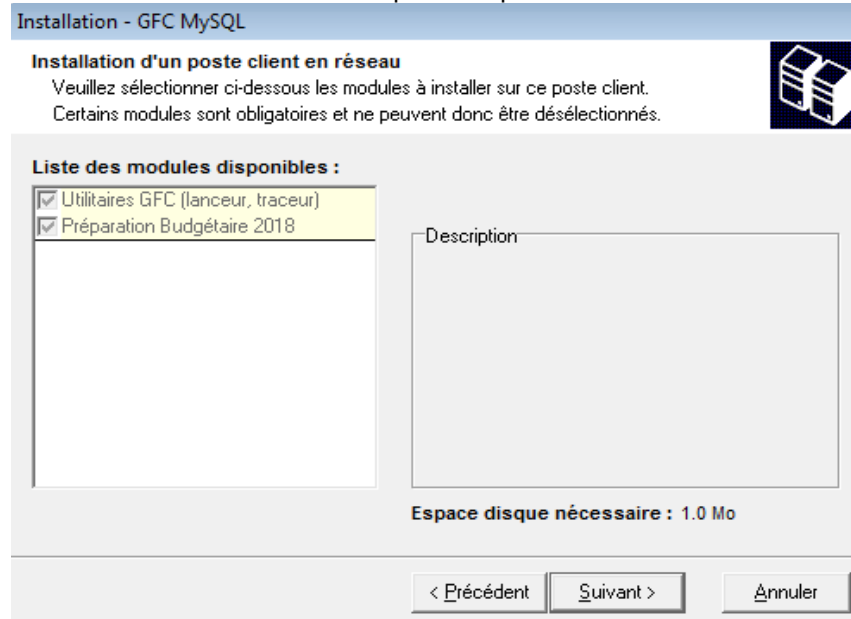 Installation - GFC MySQL
Installation d'un poste client en réseau
Veuillez sélectionner ci-dessous les modules à installer sur ce poste client.
Certains modules sont obligatoires et ne peuvent donc être désélectionnés.
Liste des modules disponibles :
Utilitaires GFC (lanceur, traceur)
Préparation Budgétaire 2018
Description
Espace disque nécessaire : 1.0 Mo
< Précédent Suivant > Annuler